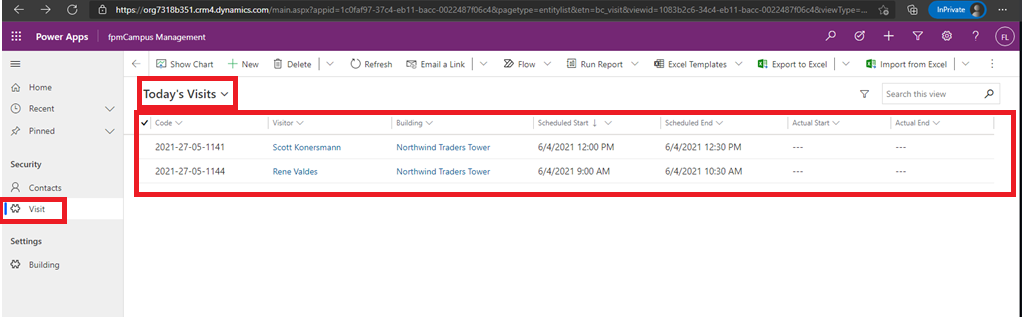 https://org7318b351.crm4.dynamics.com/main.aspx?appid=1c0faf97-37c4-eb11-bacc-0022487f06c4&pagetype=entitylist&etn=bc_visit&viewid=1083b2c6-34c4-eb11-bacc-0022487f06c4&viewType=... InPrivate
Power Apps fpmCampus Management FL
Show Chart New Delete Refresh Email a Link Flow Run Report Excel Templates Export to Excel Import from Excel
Home
Recent
Pinned
Security
Contacts
Visit
Settings
Building
Today's Visits Search this view
Code Visitor Building Scheduled Start Scheduled End Actual Start Actual End
2021-27-05-1141 Scott Konersmann Northwind Traders Tower 6/4/2021 12:00 PM 6/4/2021 12:30 PM --- ---
2021-27-05-1144 Rene Valdes Northwind Traders Tower 6/4/2021 9:00 AM 6/4/2021 10:30 AM --- ---